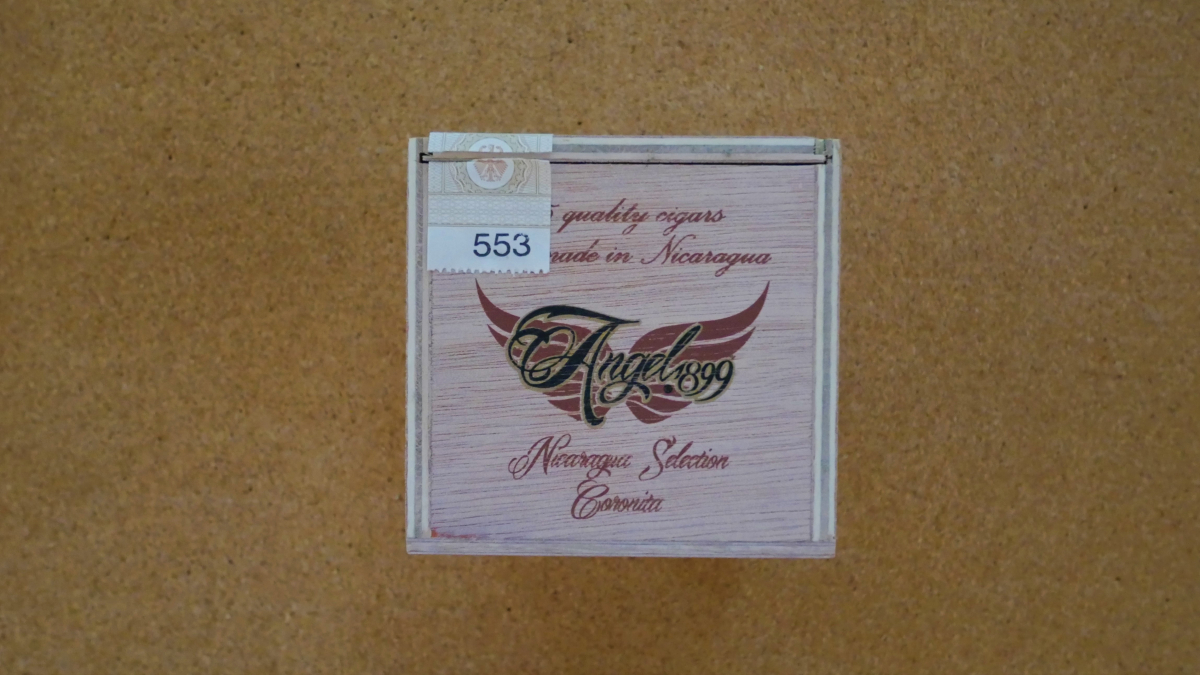 553
quality cigars
made in Nicaragua
Angel.1899
Nicaragua Selection
Coronita